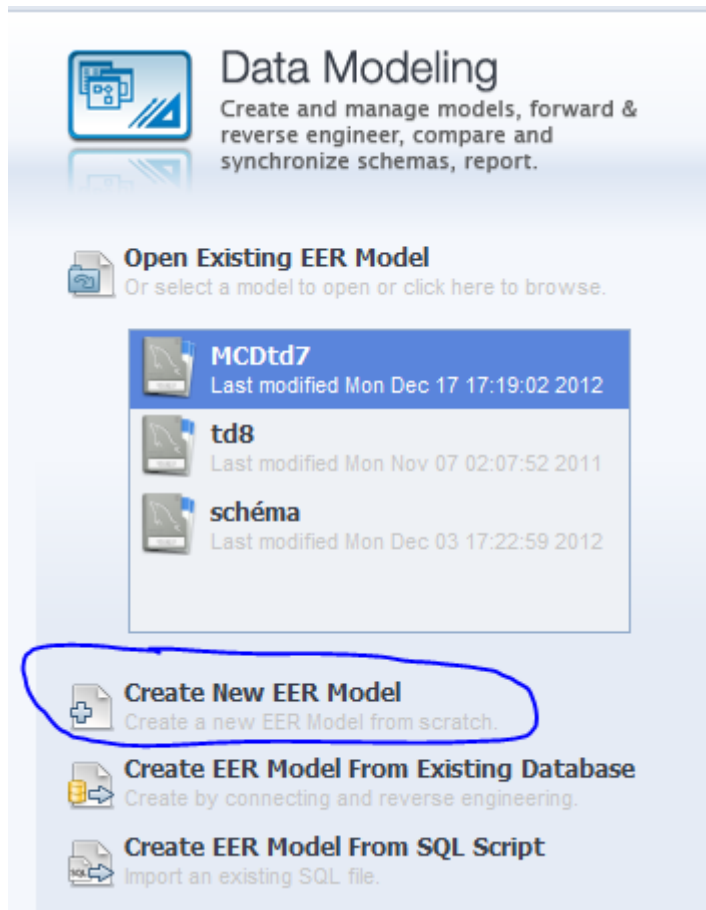 Data Modeling
Create and manage models, forward &
reverse engineer, compare and
synchronize schemas, report.
Open Existing EER Model
Or select a model to open or click here to browse.
MCDtd7
Last modified Mon Dec 17 17:19:02 2012
td8
Last modified Mon Nov 07 02:07:52 2011
schéma
Last modified Mon Dec 03 17:22:59 2012
Create New EER Model
Create a new EER Model from scratch.
Create EER Model From Existing Database
Create by connecting and reverse engineering.
Create EER Model From SQL Script
Import an existing SQL file.